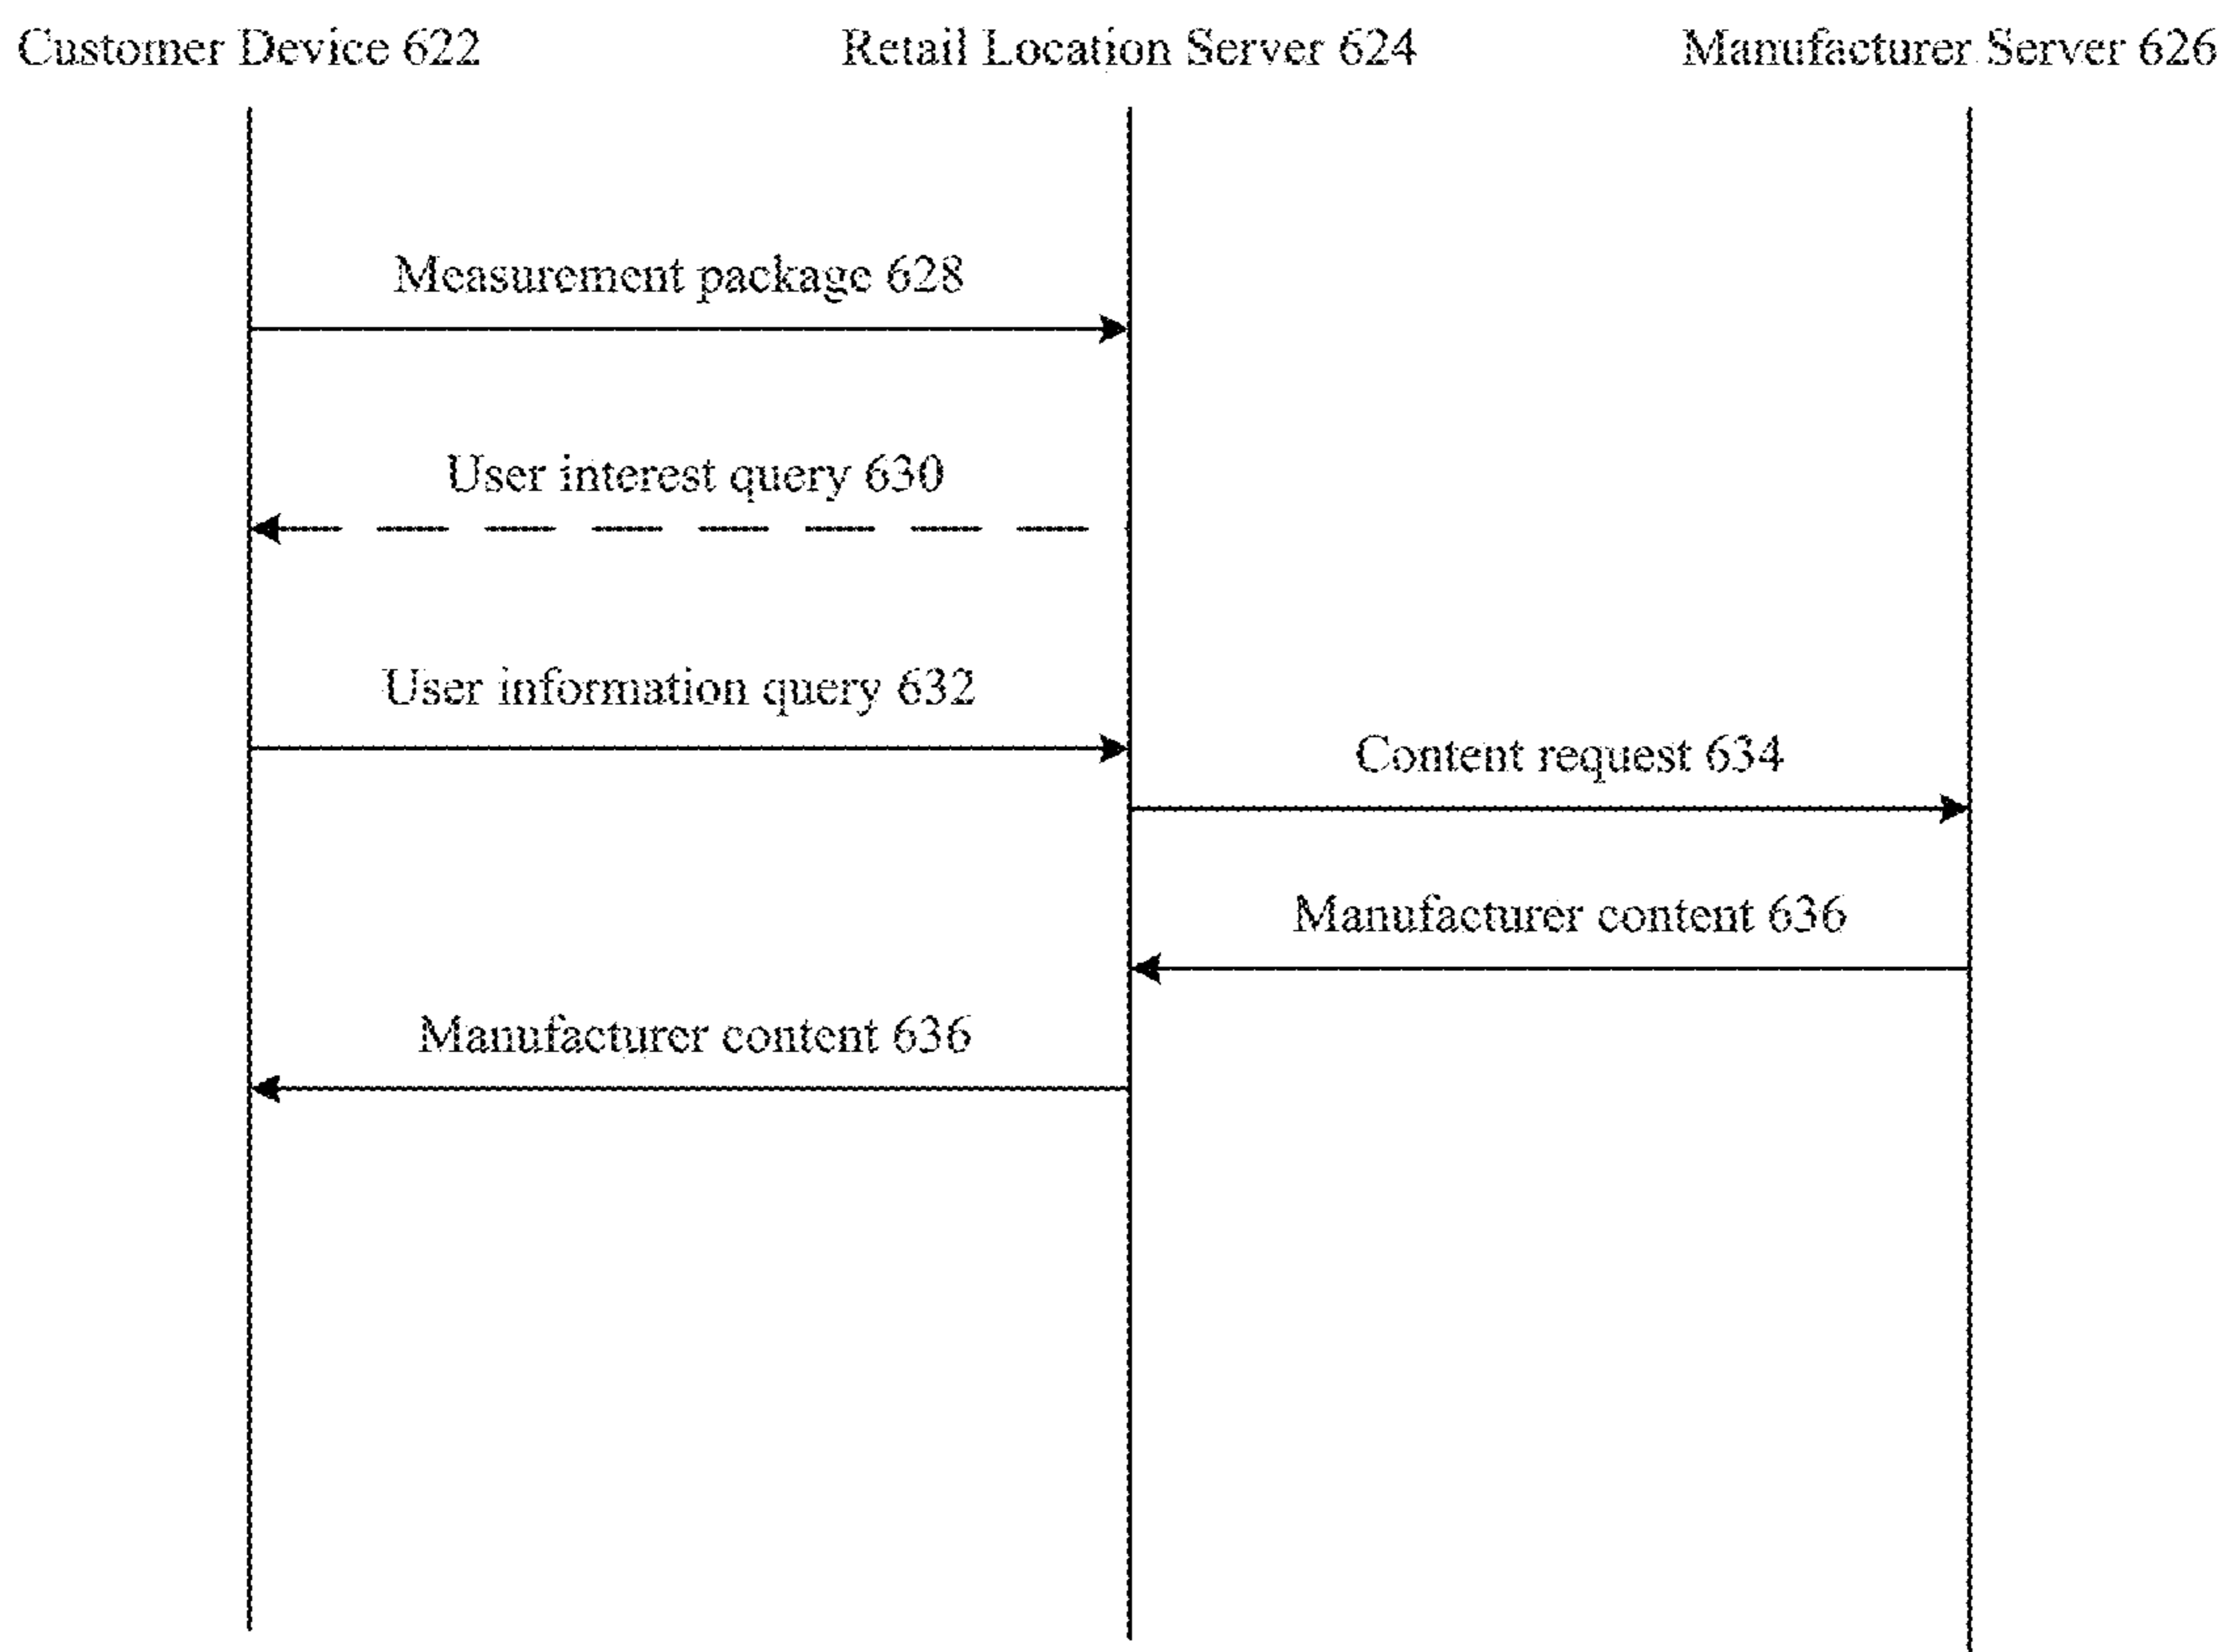 Customer Device 622
Retail Location Server 624
Manufacturer Server 626
Measurement package 628
User interest query 630
User information query 632
Content request 634
Manufacturer content 636
Manufacturer content 636